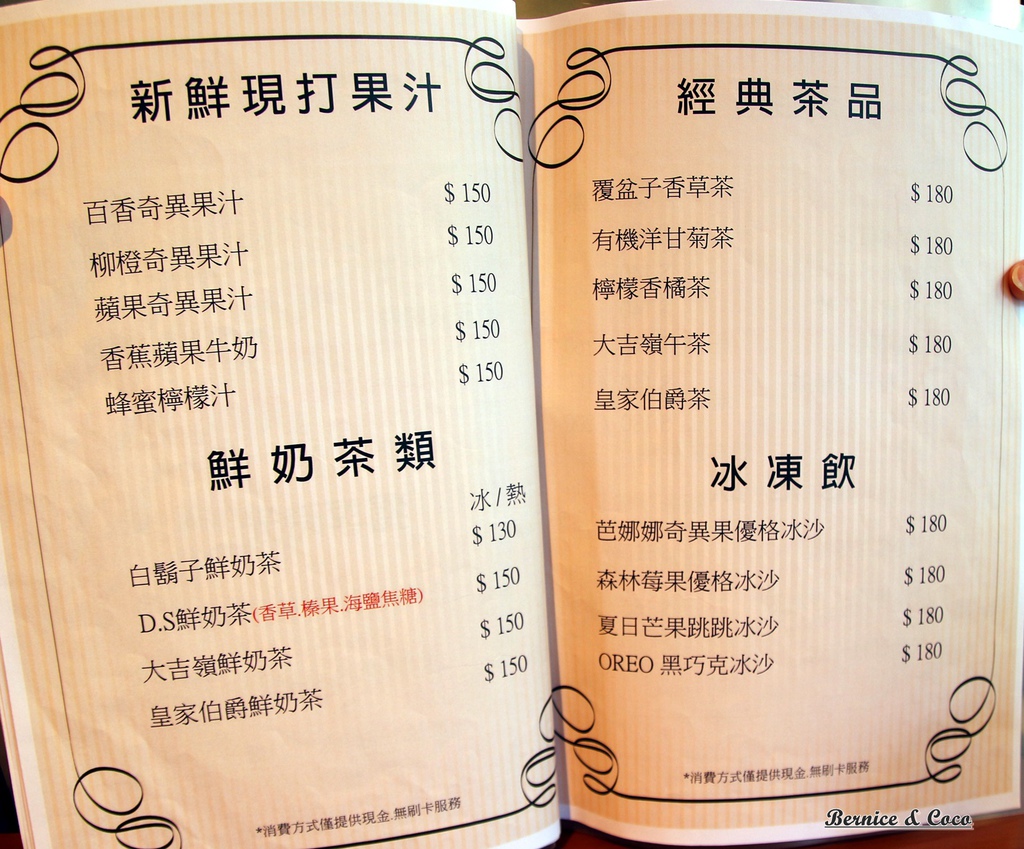 新鮮現打果汁
百香奇異果汁 $ 150
柳橙奇異果汁 $ 150
蘋果奇異果汁 $ 150
香蕉蘋果牛奶 $ 150
蜂蜜檸檬汁 $ 150
鮮奶茶類
冰/熱
白鬍子鮮奶茶 $ 130
D.S鮮奶茶(香草.榛果.海鹽焦糖) $ 150
大吉嶺鮮奶茶 $ 150
皇家伯爵鮮奶茶 $ 150
*消費方式僅提供現金.無刷卡服務
經典茶品
覆盆子香草茶 $ 180
有機洋甘菊茶 $ 180
檸檬香橘茶 $ 180
大吉嶺午茶 $ 180
皇家伯爵茶 $ 180
冰凍飲
芭娜娜奇異果優格冰沙 $ 180
森林莓果優格冰沙 $ 180
夏日芒果跳跳冰沙 $ 180
OREO 黑巧克冰沙 $ 180
*消費方式僅提供現金.無刷卡服務
Bernice & Coco